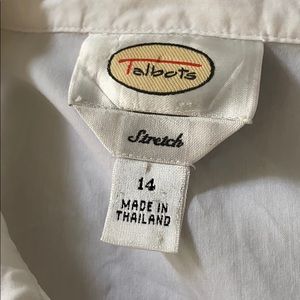 Talbots
Stretch
14
MADE IN
THAILAND